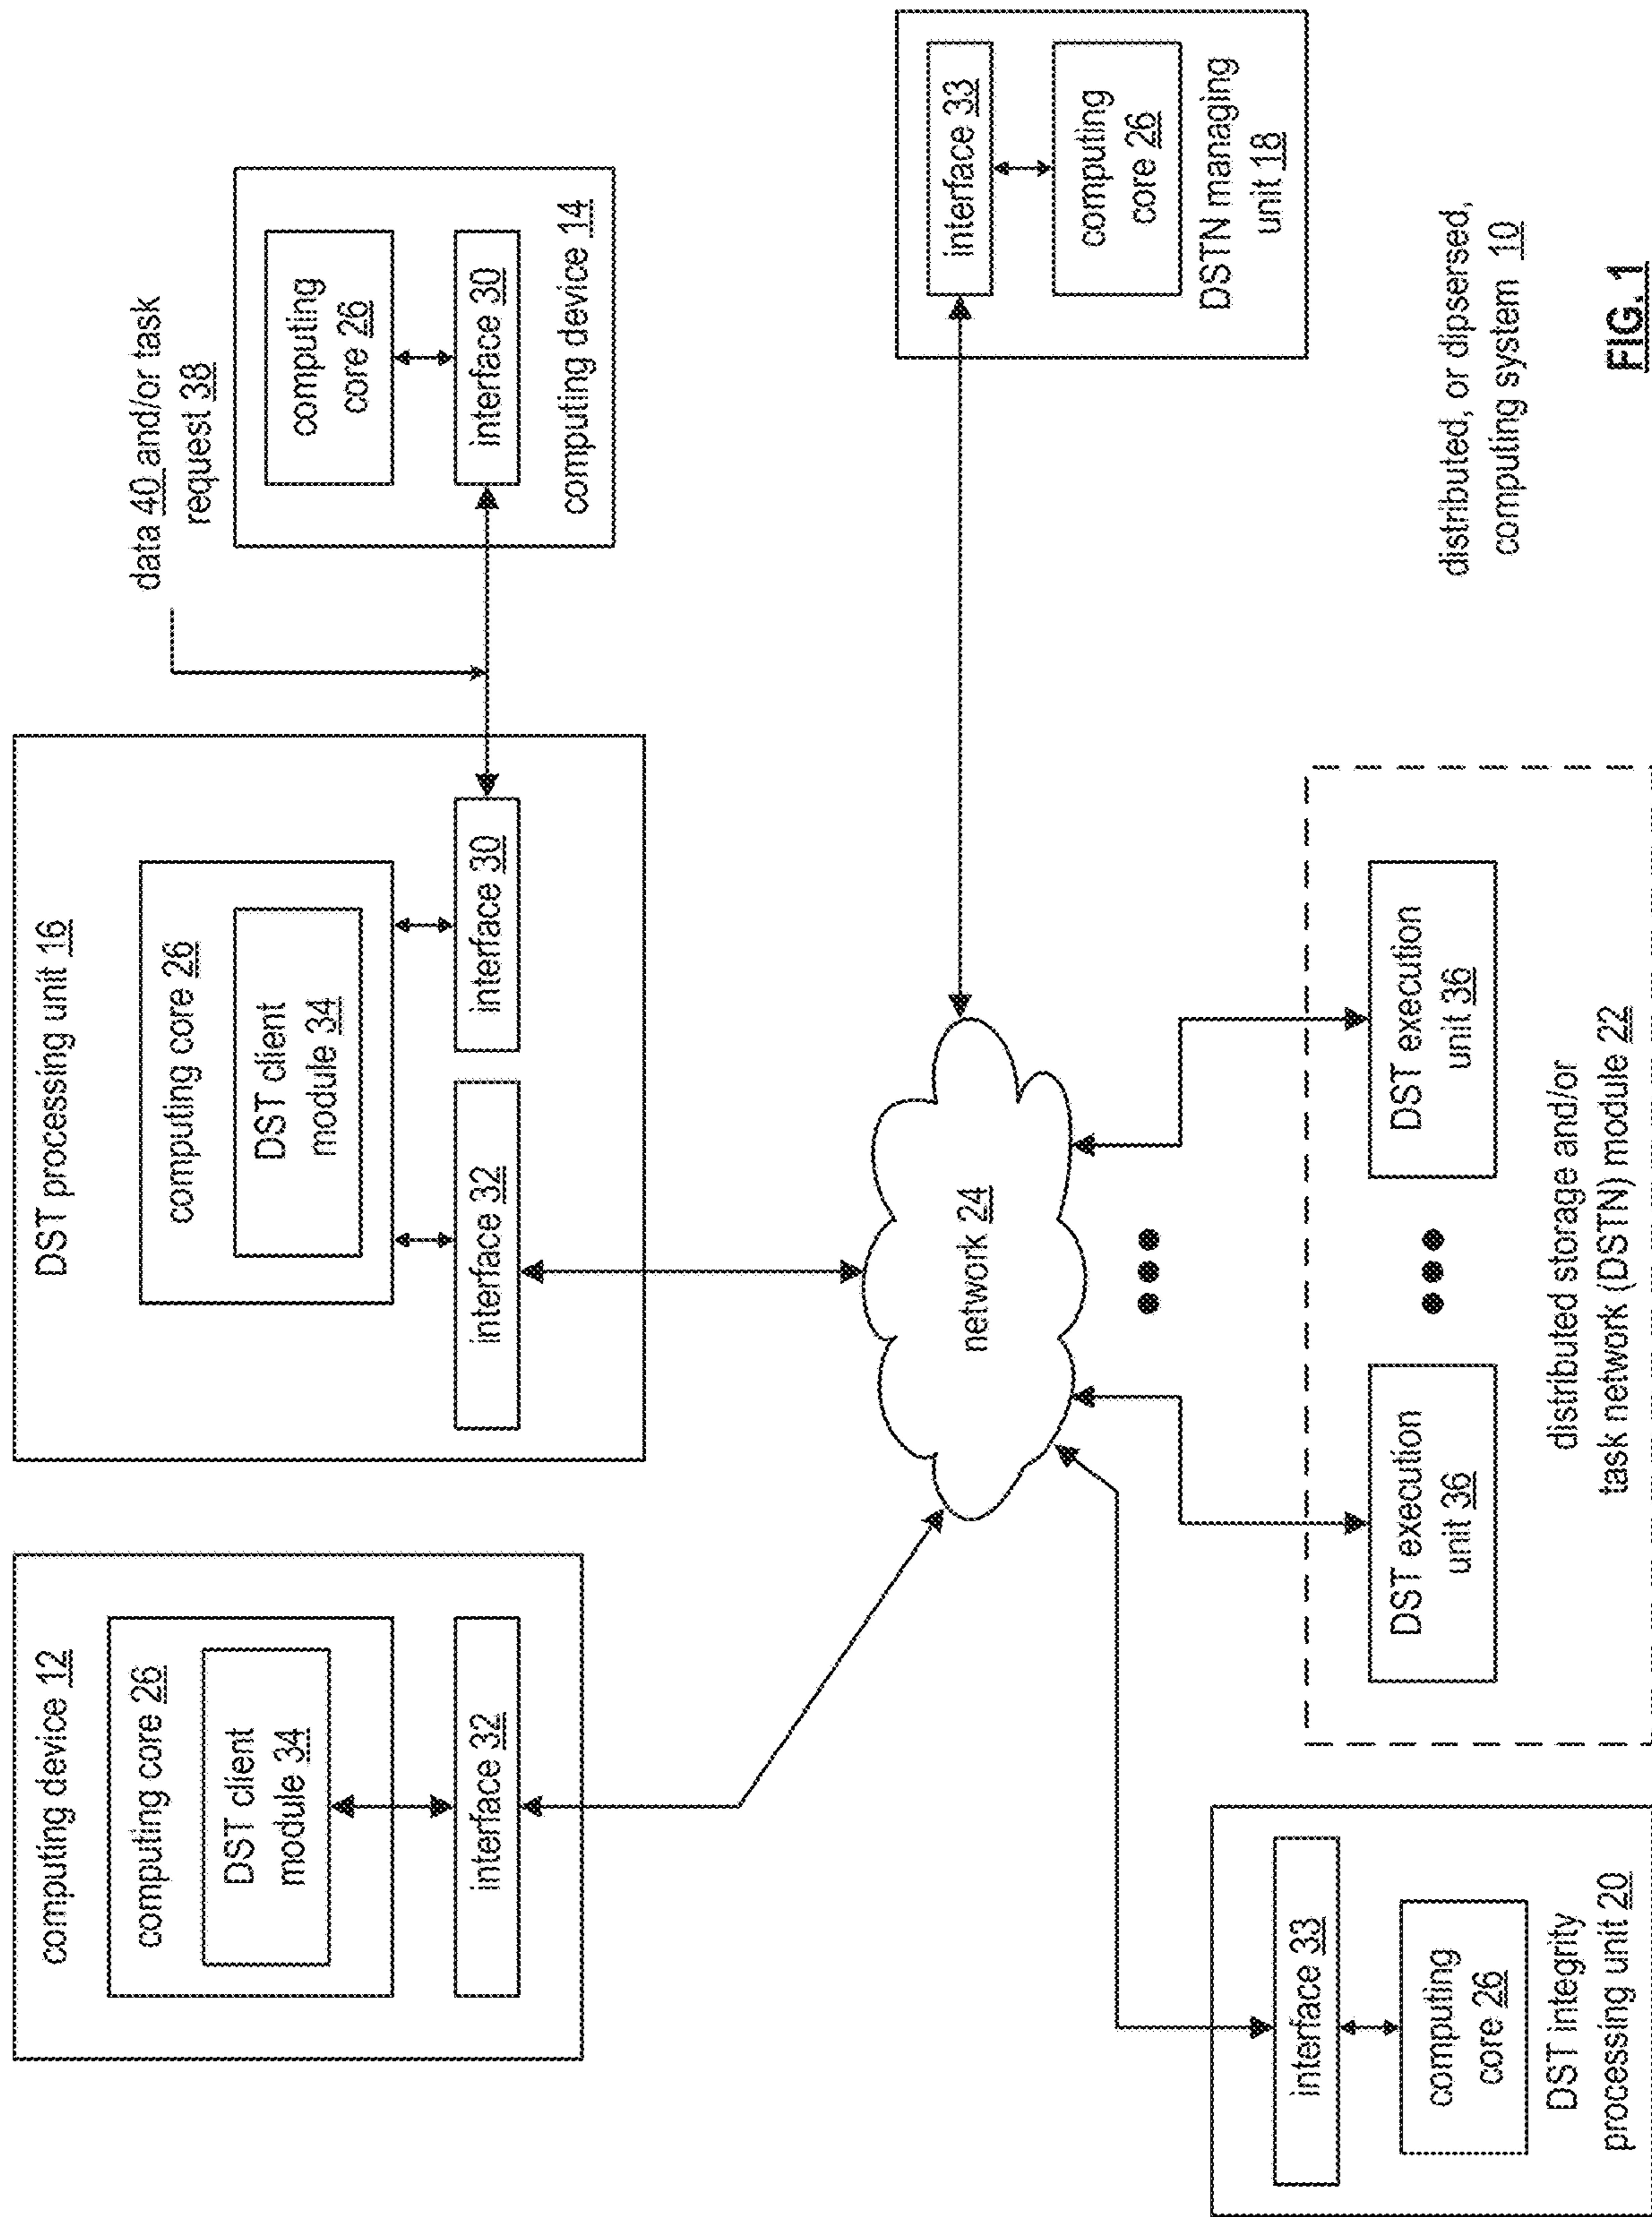 computing device 12
computing core 26
DST client
module 34
interface 32
DST processing unit 16
computing core 26
DST client
module 34
interface 32
interface 30
data 40 and/or task
request 38
computing
core 26
interface 30
computing device 14
network 24
interface 33
computing
core 26
DSTN managing
unit 18
interface 33
computing
core 26
DST integrity
processing unit 20
DST execution
unit 36
DST execution
unit 36
distributed storage and/or
task network (DSTN) module 22
distributed, or dipsersed,
computing system 10
FIG. 1